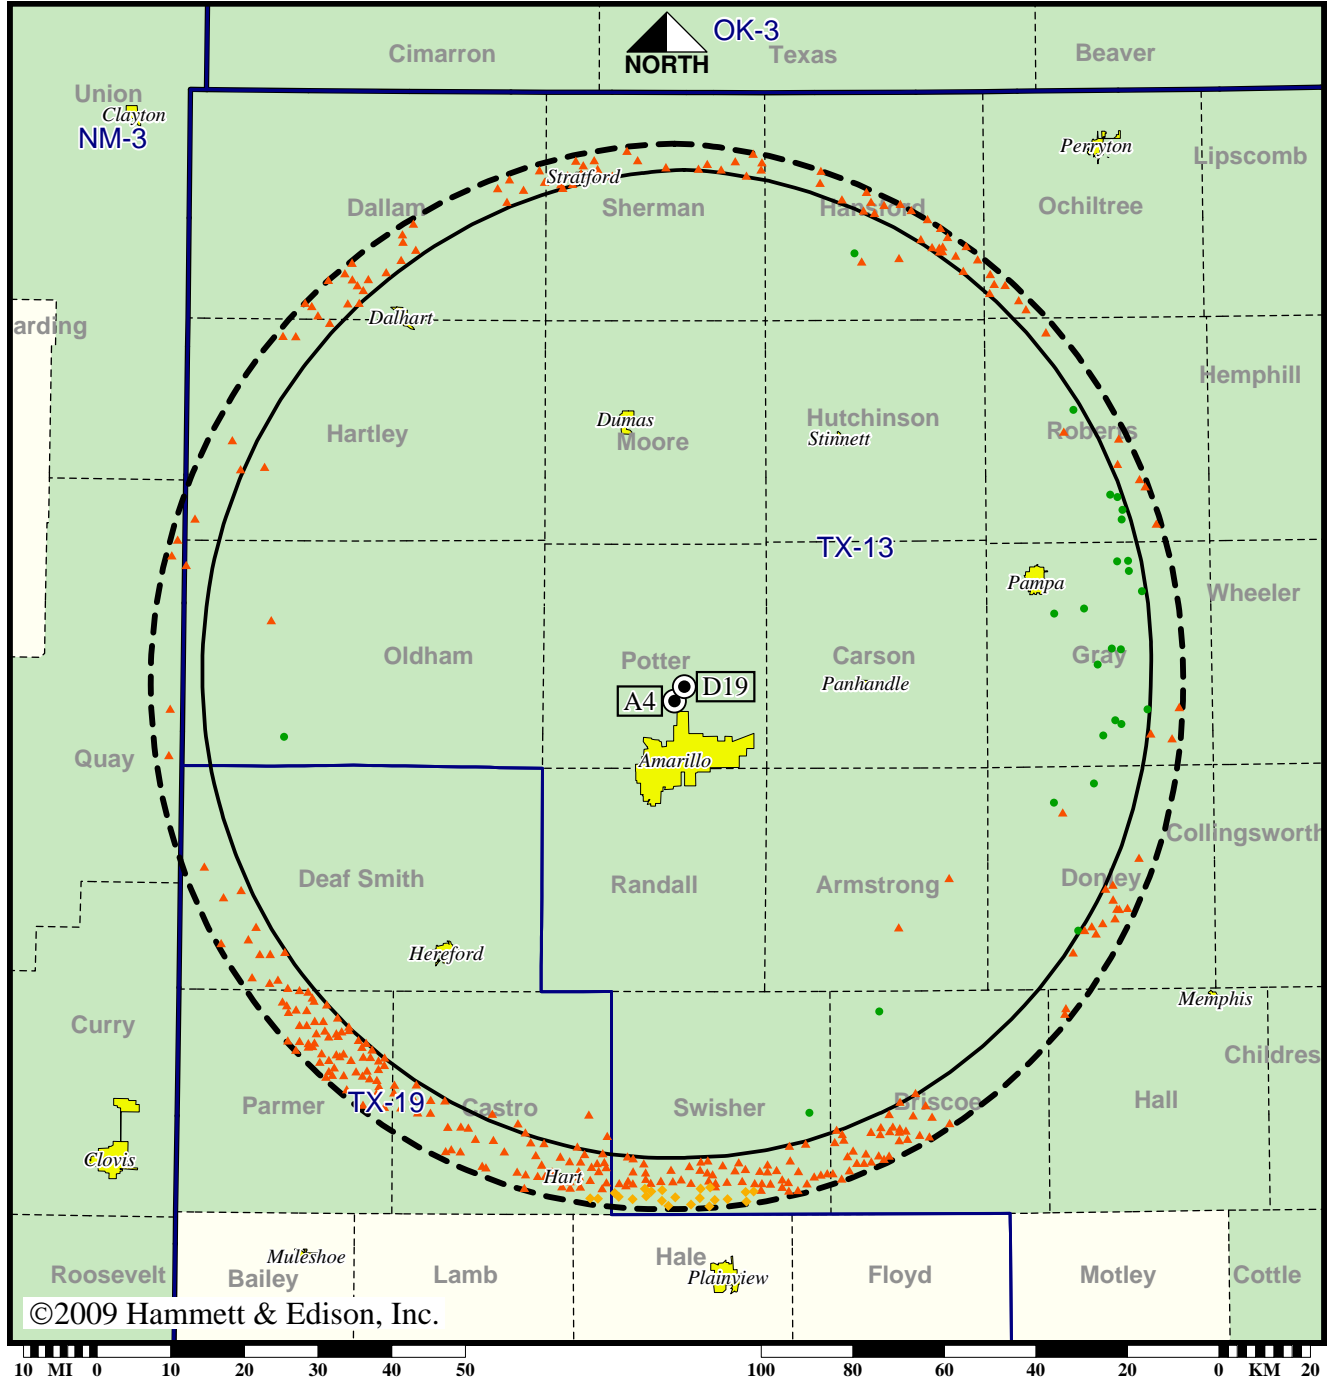 OK-3
Cimarron
Texas
Beaver
NORTH
Union
Clayton
NM-3
Perryton
Lipscomb
Stratford
Dallam
Sherman
Hansford
Ochiltree
Dalhart
arding
Hemphill
Dumas
Hutchinson
Hartley
Moore
Stinnett
Roberts
TX-13
Pampa
Wheeler
Oldham
Potter
Carson
Gray
A4
D19
Panhandle
Quay
Amarillo
Collingsworth
Deaf Smith
Randall
Armstrong
Donley
Hereford
Memphis
Curry
Childres
Parmer
TX-19
Castro
Swisher
Briscoe
Hall
Clovis
Hart
Muleshoe
Hale
Plainview
Roosevelt
Bailey
Lamb
Floyd
Motley
Cottle
©2009 Hammett & Edison, Inc.
10 MI 0 10 20 30 40 50 100 80 60 40 20 0 KM 20